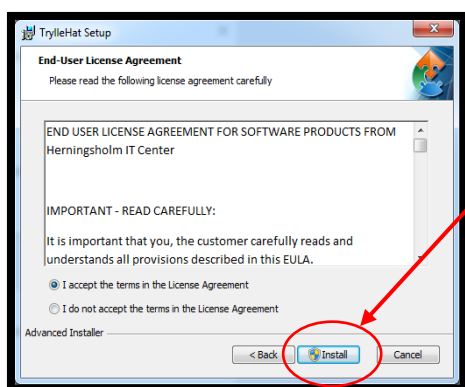 TrylleHat Setup
End-User License Agreement
Please read the following license agreement carefully
END USER LICENSE AGREEMENT FOR SOFTWARE PRODUCTS FROM
Herningsholm IT Center
IMPORTANT - READ CAREFULLY:
It is important that you, the customer carefully reads and
understands all provisions described in this EULA.
I accept the terms in the License Agreement
I do not accept the terms in the License Agreement
Advanced Installer
< Back Install Cancel